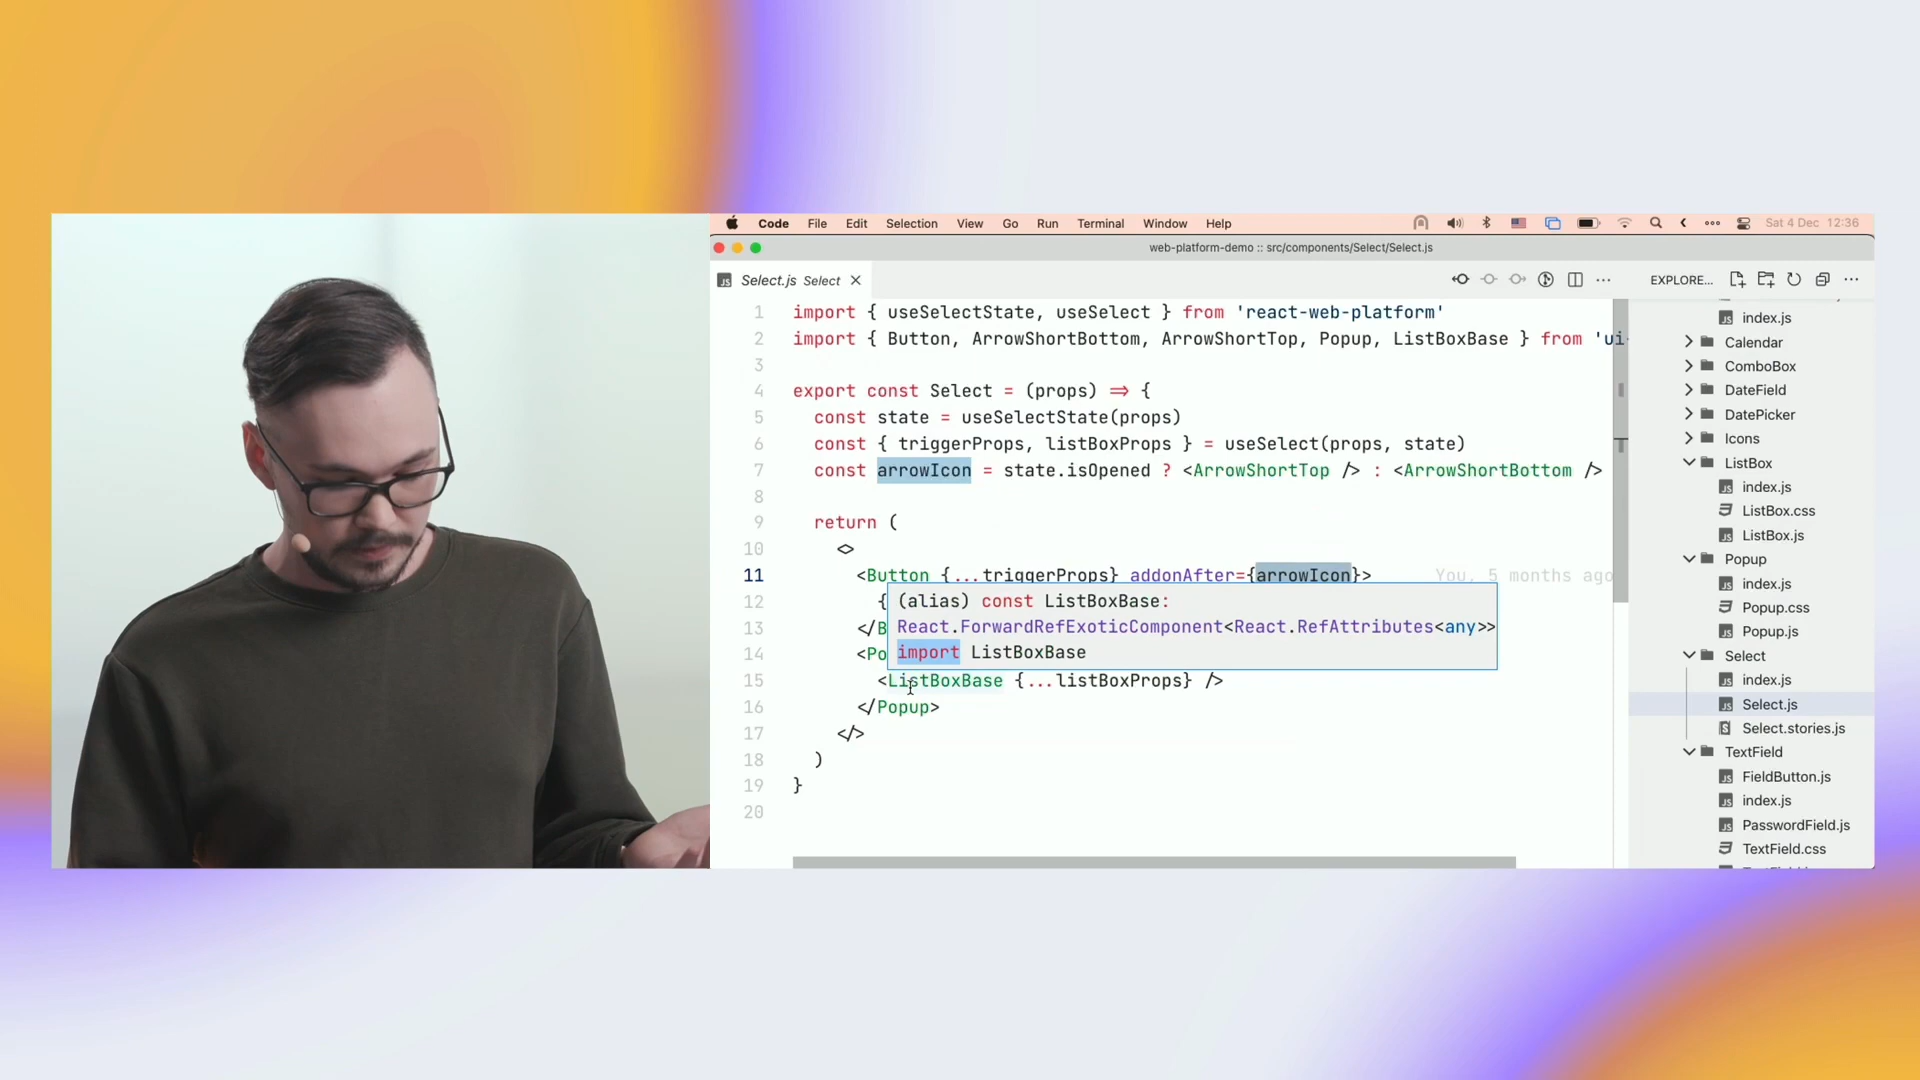 Code File Edit Selection View Go Run Terminal Window Help Sat 4 Dec 12:36
web-platform-demo :: src/components/Select/Select.js
Select.js Select
1 import { useSelectState, useSelect } from 'react-web-platform'
2 import { Button, ArrowShortBottom, ArrowShortTop, Popup, ListBoxBase } from 'ui-
3
4 export const Select = (props) => {
5 const state = useSelectState(props)
6 const { triggerProps, listBoxProps } = useSelect(props, state)
7 const arrowIcon = state.isOpened ? <ArrowShortTop /> : <ArrowShortBottom />
8
9 return (
10 <>
11 <Button {...triggerProps} addonAfter={arrowIcon}> You, 5 months ago
12 {
(alias) const ListBoxBase:
13 </B
React.ForwardRefExoticComponent<React.RefAttributes<any>>
14 <Po
import ListBoxBase
15 <ListBoxBase {...listBoxProps} />
16 </Popup>
17 </>
18 )
19 }
20
EXPLORE...
index.js
Calendar
ComboBox
DateField
DatePicker
Icons
ListBox
index.js
ListBox.css
ListBox.js
Popup
index.js
Popup.css
Popup.js
Select
index.js
Select.js
Select.stories.js
TextField
FieldButton.js
index.js
PasswordField.js
TextField.css